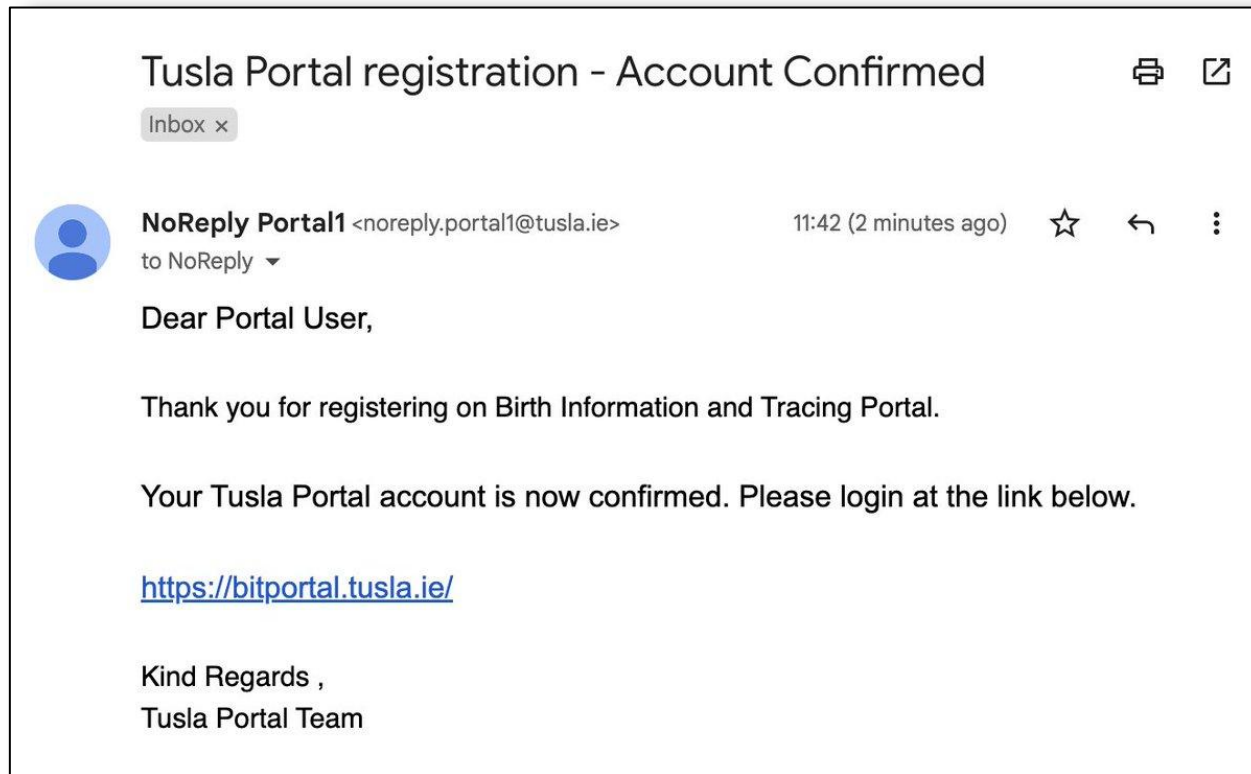 Tusla Portal registration - Account Confirmed
Inbox ×
NoReply Portal1 <noreply.portal1@tusla.ie> 11:42 (2 minutes ago)
to NoReply
Dear Portal User,
Thank you for registering on Birth Information and Tracing Portal.
Your Tusla Portal account is now confirmed. Please login at the link below.
https://bitportal.tusla.ie/
Kind Regards ,
Tusla Portal Team